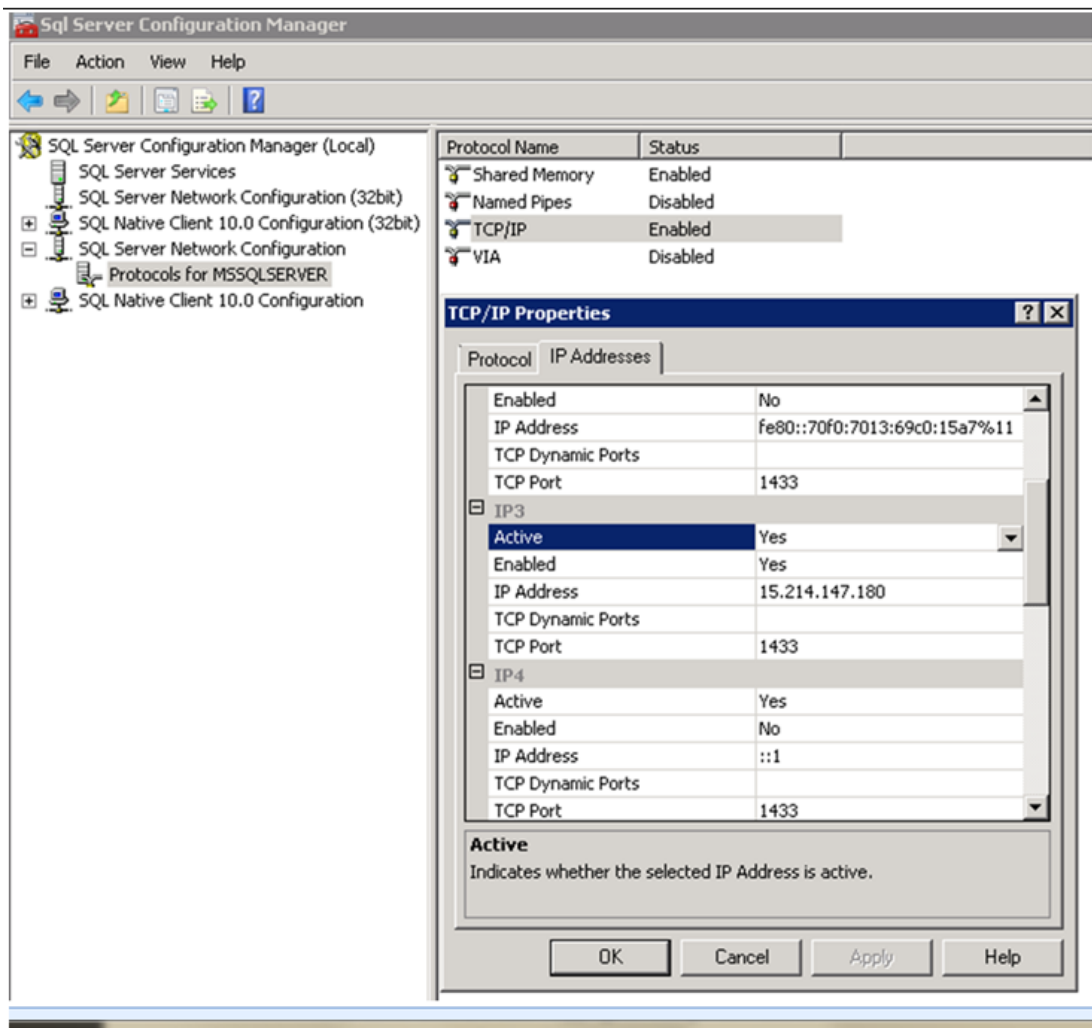 Sql Server Configuration Manager
File Action View Help
SQL Server Configuration Manager (Local)
SQL Server Services
SQL Server Network Configuration (32bit)
SQL Native Client 10.0 Configuration (32bit)
SQL Server Network Configuration
Protocols for MSSQLSERVER
SQL Native Client 10.0 Configuration
Protocol Name Status
Shared Memory Enabled
Named Pipes Disabled
TCP/IP Enabled
VIA Disabled
TCP/IP Properties
Protocol IP Addresses
Enabled No
IP Address fe80::70f0:7013:69c0:15a7%11
TCP Dynamic Ports
TCP Port 1433
IP3
Active Yes
Enabled Yes
IP Address 15.214.147.180
TCP Dynamic Ports
TCP Port 1433
IP4
Active Yes
Enabled No
IP Address ::1
TCP Dynamic Ports
TCP Port 1433
Active
Indicates whether the selected IP Address is active.
OK Cancel Apply Help